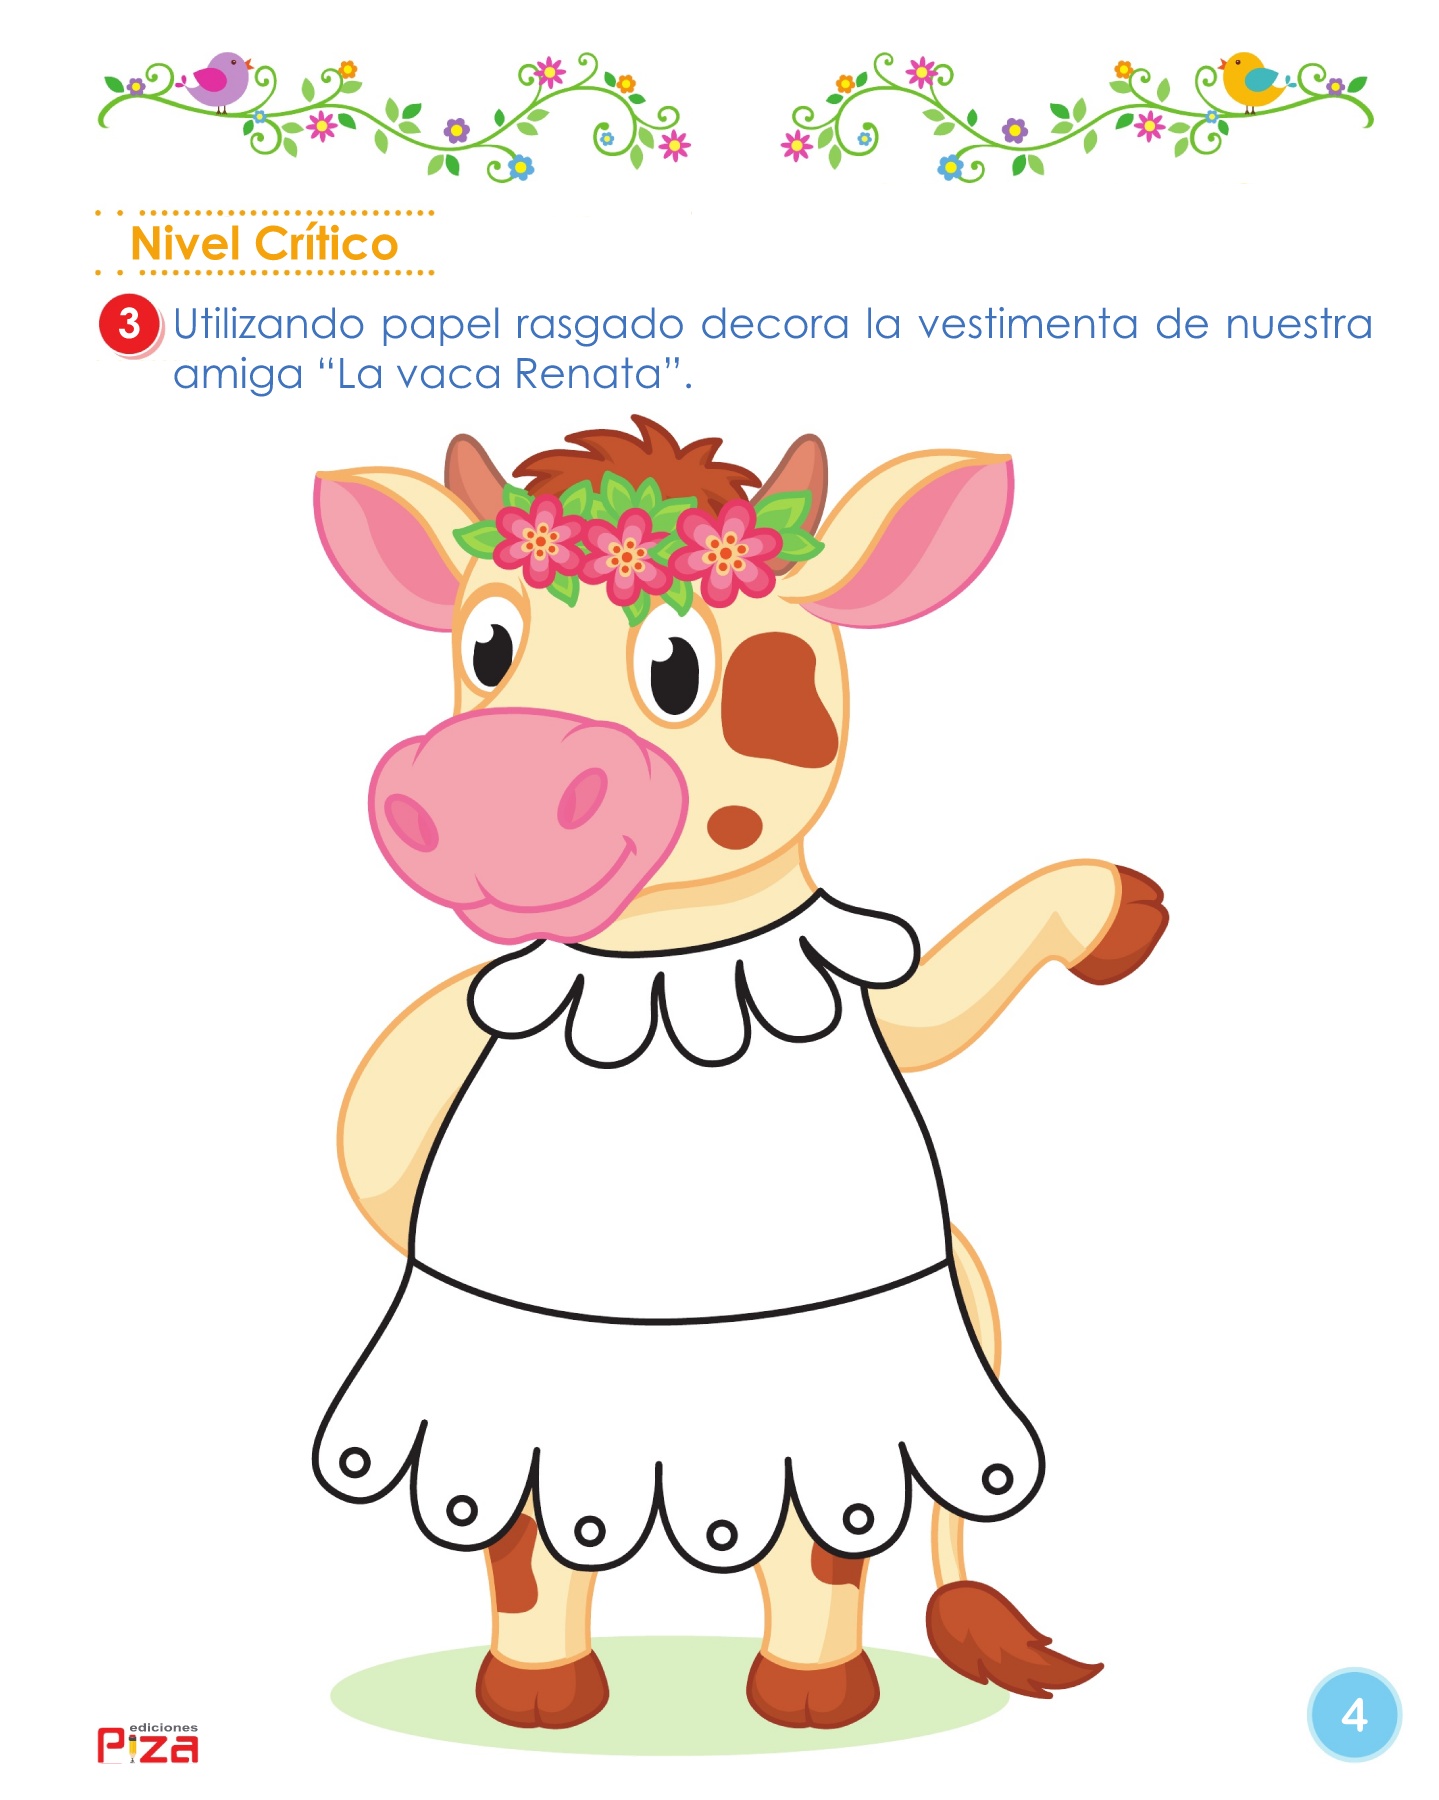 Nivel Crítico
3 Utilizando papel rasgado decora la vestimenta de nuestra
amiga “La vaca Renata”.
ediciones
Piza
4